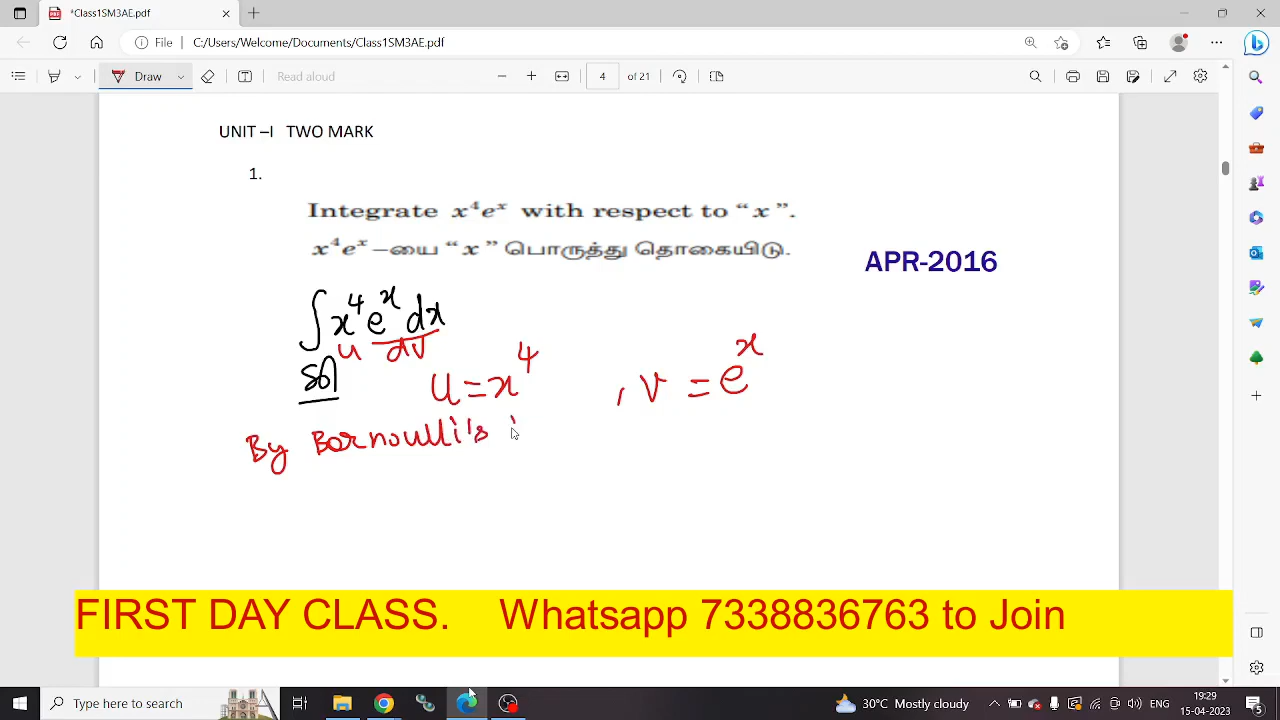 *Class1SM3AE.pdf
File C:/Users/Welcome/Documents/Class1SM3AE.pdf
Draw Read aloud 4 of 21
UNIT –I TWO MARK
1.
Integrate x⁴eˣ with respect to “ x ”.
x⁴eˣ –யை “ x ” பொருத்து தொகையிடு.
APR-2016
∫x⁴eˣ dx
u dv
Sol
u = x⁴ , v = eˣ
By Bernoulli's
FIRST DAY CLASS. Whatsapp 7338836763 to Join
Type here to search
30°C Mostly cloudy
19:29
15-04-2023